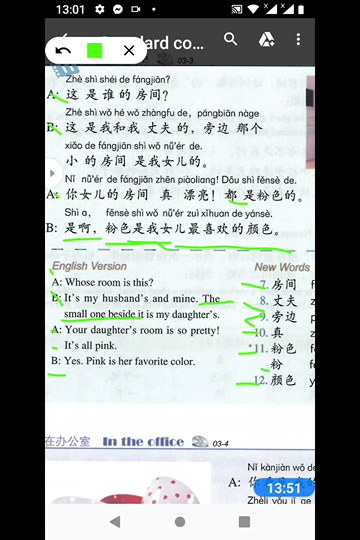 13:01
ndard co...
03-3
Zhè shì shéi de fángjiān?
A: 这 是 谁 的 房间?
Zhè shì wǒ hé wǒ zhàngfu de, pángbiān nàge
B: 这 是 我和 我 丈夫 的, 旁边 那个
xiǎo de fángjiān shì wǒ nǚ'ér de.
小 的 房间 是 我 女儿 的。
Nǐ nǚ'ér de fángjiān zhēn piàoliang! Dōu shì fěnsè de.
A: 你 女儿 的 房间 真 漂亮! 都 是 粉色 的。
Shì a, fěnsè shì wǒ nǚ'ér zuì xǐhuan de yánsè.
B: 是啊, 粉色 是 我 女儿 最 喜欢 的 颜色。
English Version
A: Whose room is this?
B: It's my husband's and mine. The
small one beside it is my daughter's.
A: Your daughter's room is so pretty!
It's all pink.
B: Yes. Pink is her favorite color.
New Words
7. 房间 f
8. 丈夫 z
9. 旁边 p
10. 真 z
*11. 粉色 f
粉 f
12. 颜色 y
在办公室 In the office 03-4
Nǐ kànjiàn wǒ de
A:
Zhèli yǒu jǐ ge
13:51